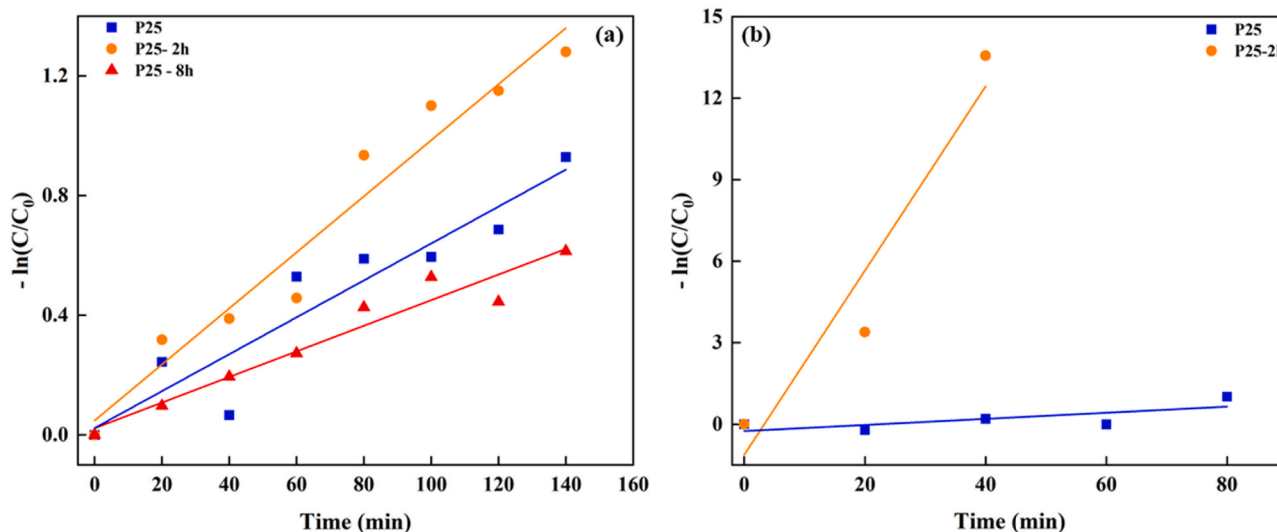 P25
P25- 2h
P25 - 8h
(a)
1.2
0.8
0.4
0.0
- ln(C/C0)
0 20 40 60 80 100 120 140 160
Time (min)
(b)
P25
P25-2h
15
12
9
6
3
0
- ln(C/C0)
0 20 40 60 80
Time (min)